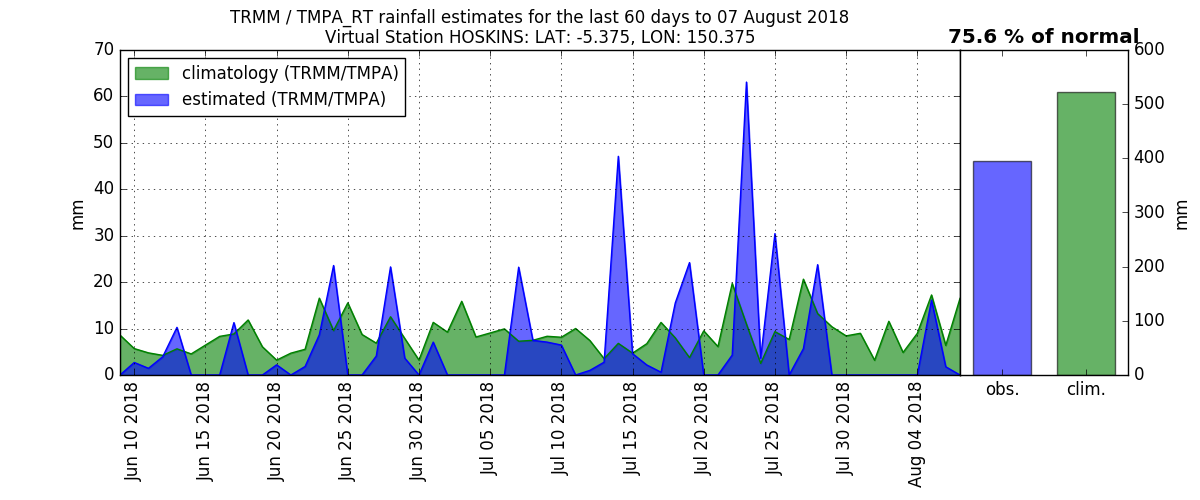 TRMM / TMPA_RT rainfall estimates for the last 60 days to 07 August 2018
Virtual Station HOSKINS: LAT: -5.375, LON: 150.375
75.6 % of normal
climatology (TRMM/TMPA)
estimated (TRMM/TMPA)
70
60
50
40
30
20
10
0
mm
Jun 10 2018
Jun 15 2018
Jun 20 2018
Jun 25 2018
Jun 30 2018
Jul 05 2018
Jul 10 2018
Jul 15 2018
Jul 20 2018
Jul 25 2018
Jul 30 2018
Aug 04 2018
obs.
clim.
600
500
400
300
200
100
0
mm